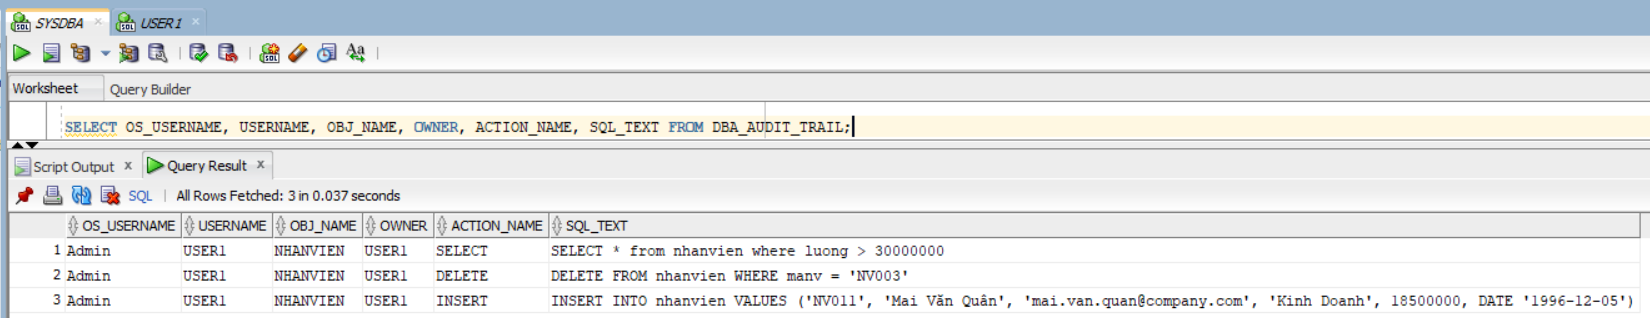 SYSDBA × USER1 ×
Worksheet Query Builder
SELECT OS_USERNAME, USERNAME, OBJ_NAME, OWNER, ACTION_NAME, SQL_TEXT FROM DBA_AUDIT_TRAIL;
Script Output × Query Result ×
SQL | All Rows Fetched: 3 in 0.037 seconds
OS_USERNAME USERNAME OBJ_NAME OWNER ACTION_NAME SQL_TEXT
1 Admin USER1 NHANVIEN USER1 SELECT SELECT * from nhanvien where luong > 30000000
2 Admin USER1 NHANVIEN USER1 DELETE DELETE FROM nhanvien WHERE manv = 'NV003'
3 Admin USER1 NHANVIEN USER1 INSERT INSERT INTO nhanvien VALUES ('NV011', 'Mai Văn Quân', 'mai.van.quan@company.com', 'Kinh Doanh', 18500000, DATE '1996-12-05')